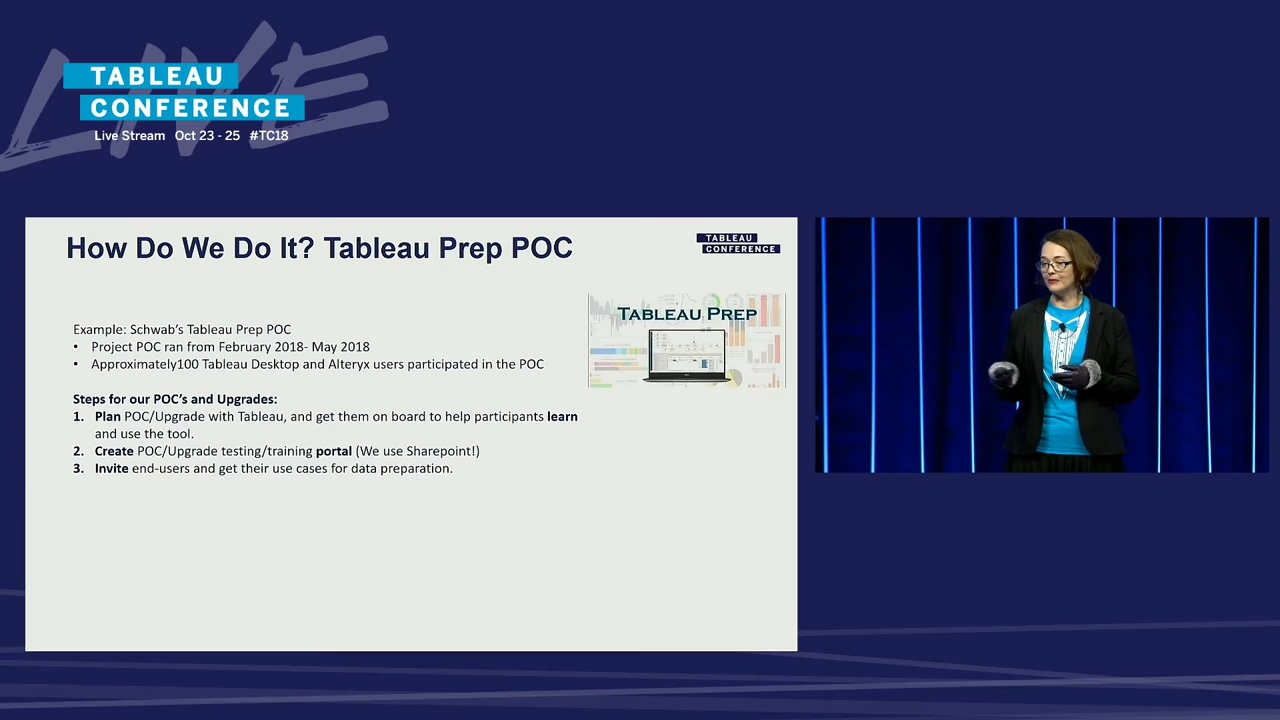 LIVE
TABLEAU
CONFERENCE
Live Stream Oct 23 - 25 #TC18
How Do We Do It? Tableau Prep POC
TABLEAU
CONFERENCE
TABLEAU PREP
Example: Schwab's Tableau Prep POC
• Project POC ran from February 2018- May 2018
• Approximately100 Tableau Desktop and Alteryx users participated in the POC
Steps for our POC's and Upgrades:
1. Plan POC/Upgrade with Tableau, and get them on board to help participants learn
and use the tool.
2. Create POC/Upgrade testing/training portal (We use Sharepoint!)
3. Invite end-users and get their use cases for data preparation.